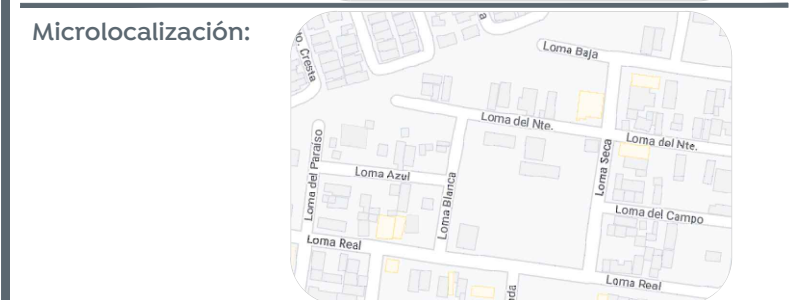 Microlocalización:
Cresta
Loma Baja
Loma del Nte.
Loma del Nte.
Loma del Paraíso
Loma Azul
Loma Blanca
Loma Seca
Loma del Campo
Loma Real
Loma Real